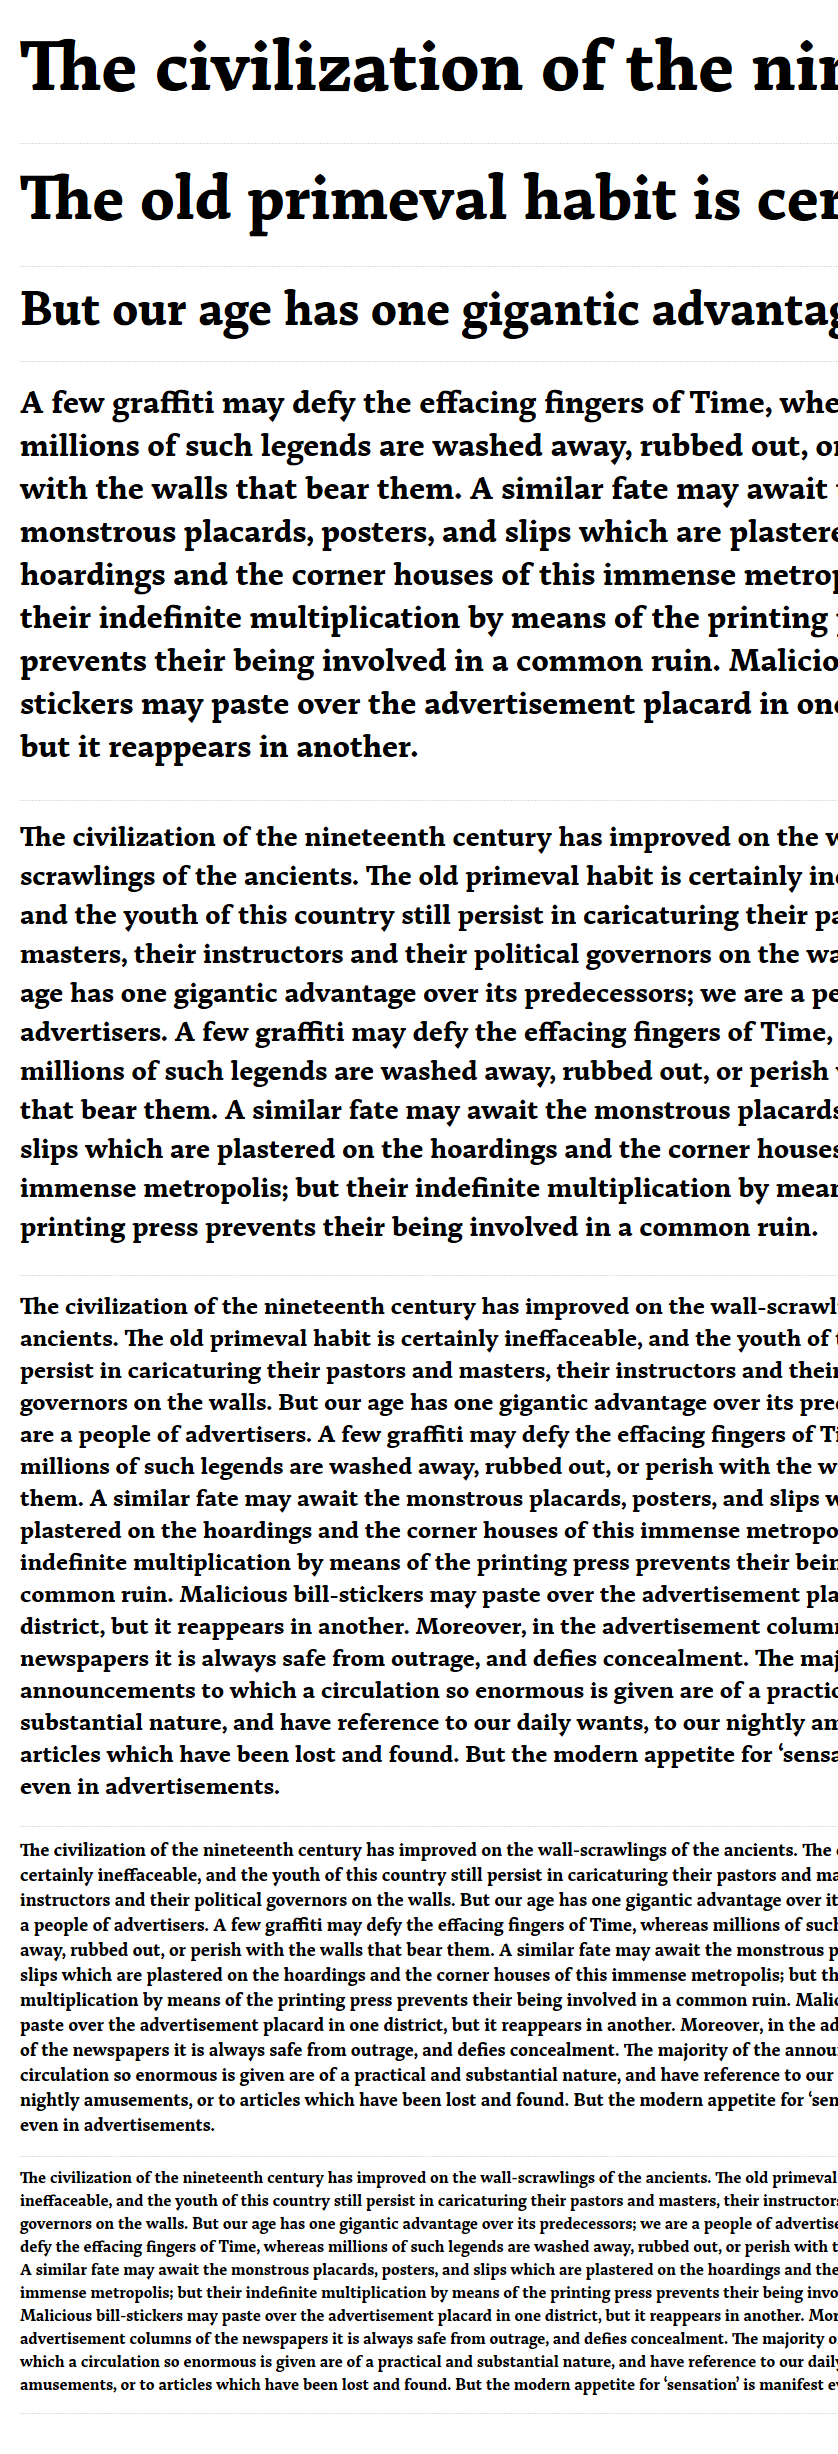 The civilization of the
The old primeval habit is
But our age has one gigantic
A few graffiti may defy the effacing fingers of Time,
millions of such legends are washed away, rubbed out,
with the walls that bear them. A similar fate may await
monstrous placards, posters, and slips which are
hoardings and the corner houses of this immense
their indefinite multiplication by means of the printing
prevents their being involved in a common ruin.
stickers may paste over the advertisement placard in
but it reappears in another.
The civilization of the nineteenth century has improved on the
scrawlings of the ancients. The old primeval habit is certainly
and the youth of this country still persist in caricaturing their
masters, their instructors and their political governors on the
age has one gigantic advantage over its predecessors; we are a
advertisers. A few graffiti may defy the effacing fingers of Time,
millions of such legends are washed away, rubbed out, or perish
that bear them. A similar fate may await the monstrous placards
slips which are plastered on the hoardings and the corner houses
immense metropolis; but their indefinite multiplication by
printing press prevents their being involved in a common ruin.
The civilization of the nineteenth century has improved on the
ancients. The old primeval habit is certainly ineffaceable, and the youth of
persist in caricaturing their pastors and masters, their instructors and their
governors on the walls. But our age has one gigantic advantage over its
are a people of advertisers. A few graffiti may defy the effacing fingers of
millions of such legends are washed away, rubbed out, or perish with the
them. A similar fate may await the monstrous placards, posters, and slips
plastered on the hoardings and the corner houses of this immense
indefinite multiplication by means of the printing press prevents their
common ruin. Malicious bill-stickers may paste over the advertisement
district, but it reappears in another. Moreover, in the advertisement
newspapers it is always safe from outrage, and defies concealment. The
announcements to which a circulation so enormous is given are of a
substantial nature, and have reference to our daily wants, to our nightly
articles which have been lost and found. But the modern appetite for
even in advertisements.
The civilization of the nineteenth century has improved on the wall-scrawlings of the ancients. The
certainly ineffaceable, and the youth of this country still persist in caricaturing their pastors and
instructors and their political governors on the walls. But our age has one gigantic advantage over
a people of advertisers. A few graffiti may defy the effacing fingers of Time, whereas millions of such
away, rubbed out, or perish with the walls that bear them. A similar fate may await the monstrous
slips which are plastered on the hoardings and the corner houses of this immense metropolis; but
multiplication by means of the printing press prevents their being involved in a common ruin.
paste over the advertisement placard in one district, but it reappears in another. Moreover, in the
of the newspapers it is always safe from outrage, and defies concealment. The majority of the
circulation so enormous is given are of a practical and substantial nature, and have reference to our
nightly amusements, or to articles which have been lost and found. But the modern appetite for
even in advertisements.
The civilization of the nineteenth century has improved on the wall-scrawlings of the ancients. The old primeval
ineffaceable, and the youth of this country still persist in caricaturing their pastors and masters, their instructors
governors on the walls. But our age has one gigantic advantage over its predecessors; we are a people of
defy the effacing fingers of Time, whereas millions of such legends are washed away, rubbed out, or perish with
A similar fate may await the monstrous placards, posters, and slips which are plastered on the hoardings and the
immense metropolis; but their indefinite multiplication by means of the printing press prevents their being
Malicious bill-stickers may paste over the advertisement placard in one district, but it reappears in another.
advertisement columns of the newspapers it is always safe from outrage, and defies concealment. The majority
which a circulation so enormous is given are of a practical and substantial nature, and have reference to our
amusements, or to articles which have been lost and found. But the modern appetite for ‘sensation’ is manifest